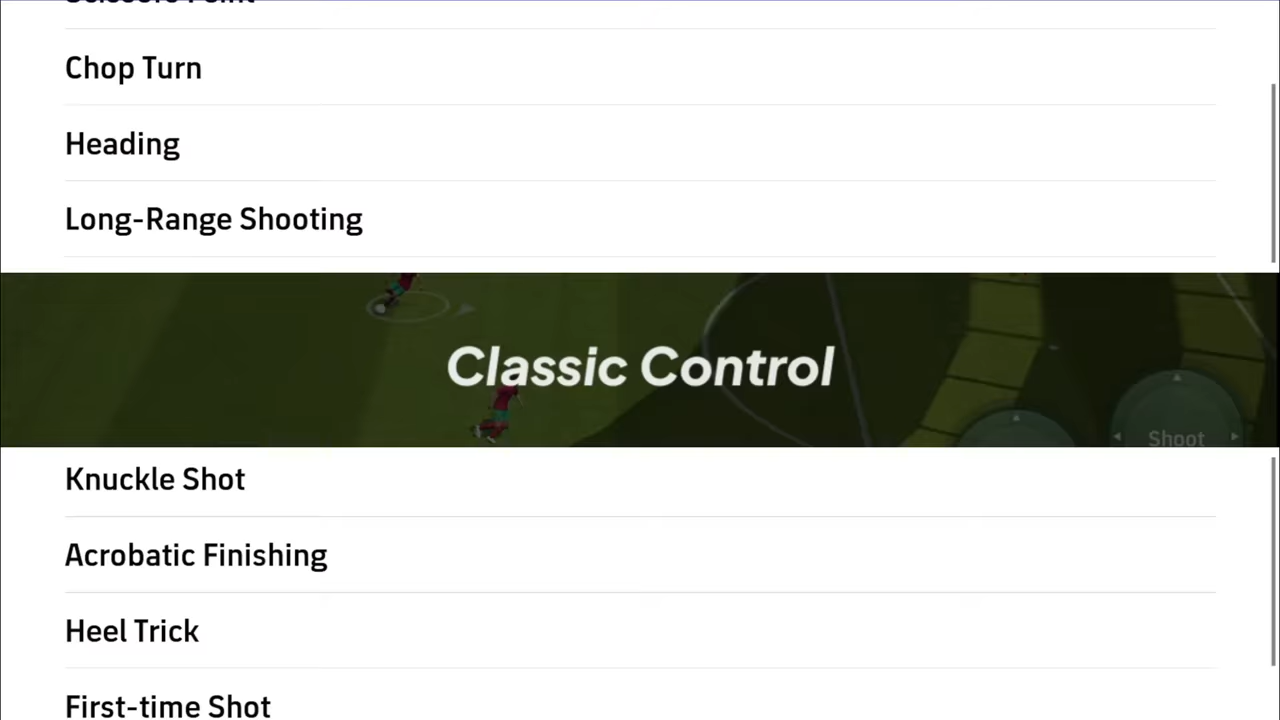 Chop Turn
Heading
Long-Range Shooting
Classic Control
Shoot
Knuckle Shot
Acrobatic Finishing
Heel Trick
First-time Shot